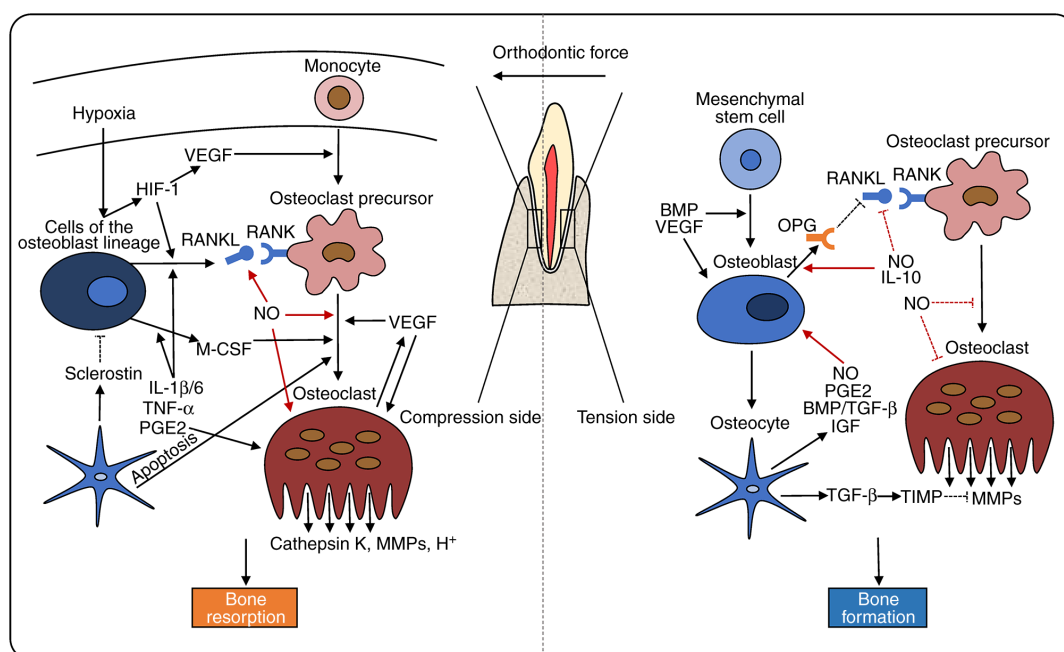 Orthodontic force
Monocyte
Hypoxia
VEGF
HIF-1
Osteoclast precursor
Cells of the
osteoblast lineage
RANKL
RANK
NO
VEGF
M-CSF
Sclerostin
IL-1β/6
TNF-α
PGE2
Osteoclast
Apoptosis
Cathepsin K, MMPs, H⁺
Bone
resorption
Compression side
Tension side
Mesenchymal
stem cell
Osteoclast precursor
RANKL
RANK
BMP
VEGF
OPG
Osteoblast
NO
IL-10
NO
Osteoclast
NO
PGE2
BMP/TGF-β
IGF
Osteocyte
TGF-β
TIMP
MMPs
Bone
formation